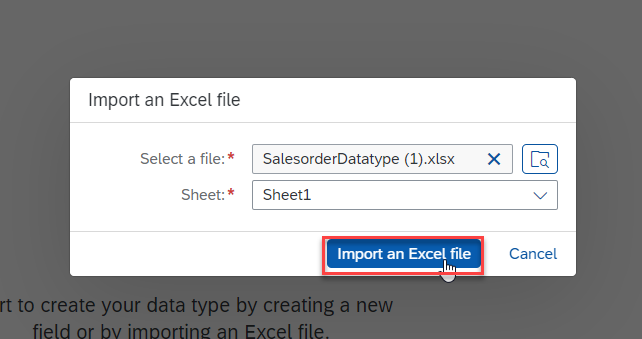 Import an Excel file
Select a file:*
SalesorderDatatype (1).xlsx
Sheet:*
Sheet1
Import an Excel file
Cancel
rt to create your data type by creating a new
field or by importing an Excel file.